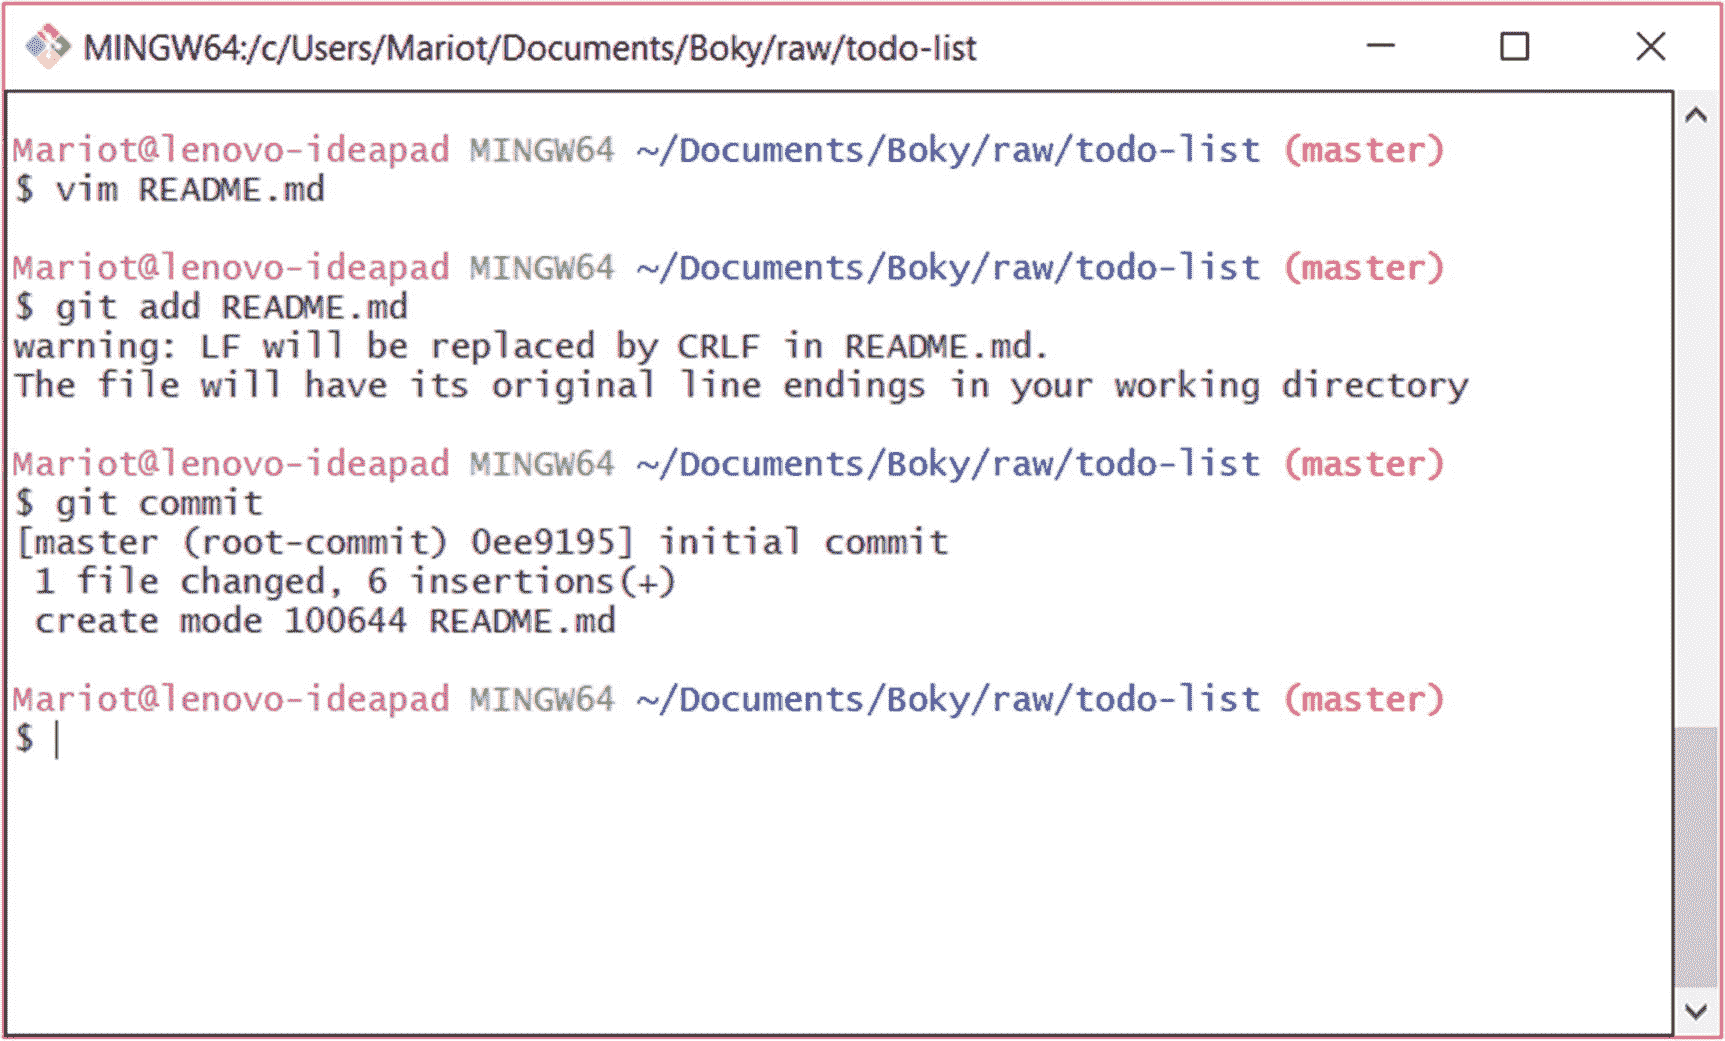 MINGW64:/c/Users/Mariot/Documents/Boky/raw/todo-list
Mariot@lenovo-ideapad MINGW64 ~/Documents/Boky/raw/todo-list (master)
$ vim README.md
Mariot@lenovo-ideapad MINGW64 ~/Documents/Boky/raw/todo-list (master)
$ git add README.md
warning: LF will be replaced by CRLF in README.md.
The file will have its original line endings in your working directory
Mariot@lenovo-ideapad MINGW64 ~/Documents/Boky/raw/todo-list (master)
$ git commit
[master (root-commit) 0ee9195] initial commit
 1 file changed, 6 insertions(+)
 create mode 100644 README.md
Mariot@lenovo-ideapad MINGW64 ~/Documents/Boky/raw/todo-list (master)
$